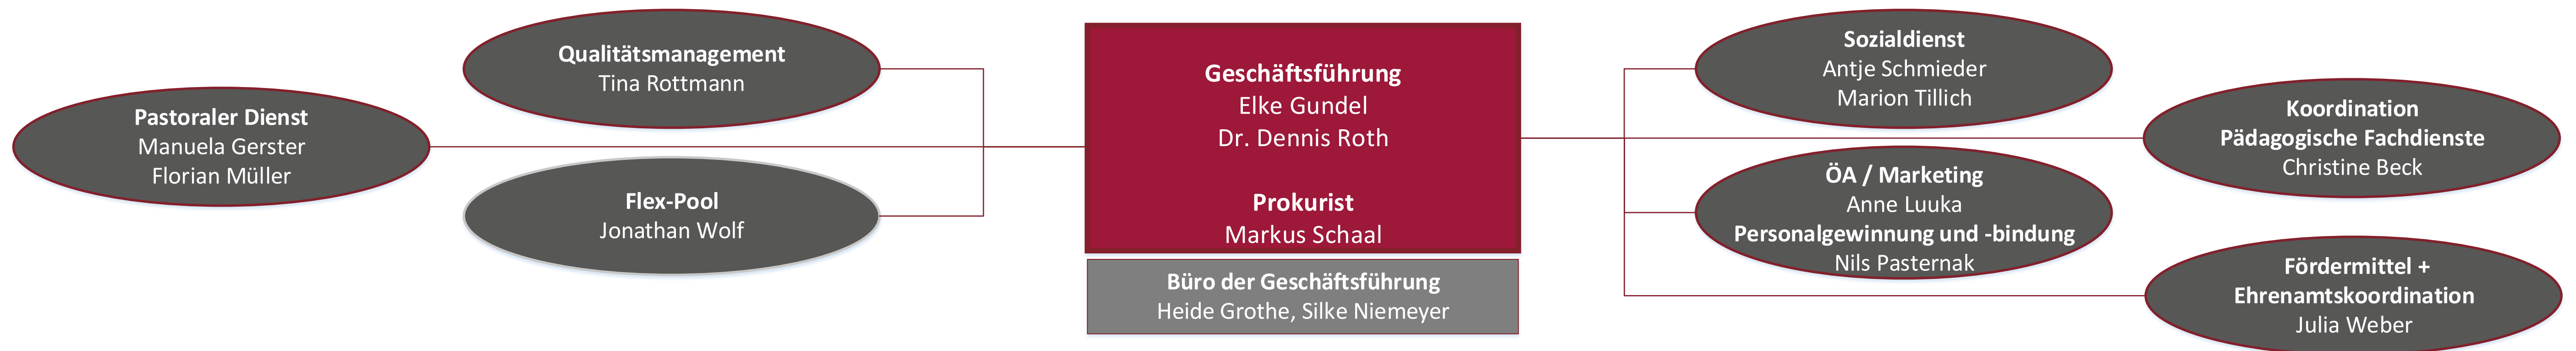 Pastoraler Dienst
Manuela Gerster
Florian Müller
Qualitätsmanagement
Tina Rottmann
Flex-Pool
Jonathan Wolf
Geschäftsführung
Elke Gundel
Dr. Dennis Roth
Prokurist
Markus Schaal
Büro der Geschäftsführung
Heide Grothe, Silke Niemeyer
Sozialdienst
Antje Schmieder
Marion Tillich
ÖA / Marketing
Anne Luuka
Personalgewinnung und -bindung
Nils Pasternak
Koordination
Pädagogische Fachdienste
Christine Beck
Fördermittel +
Ehrenamtskoordination
Julia Weber